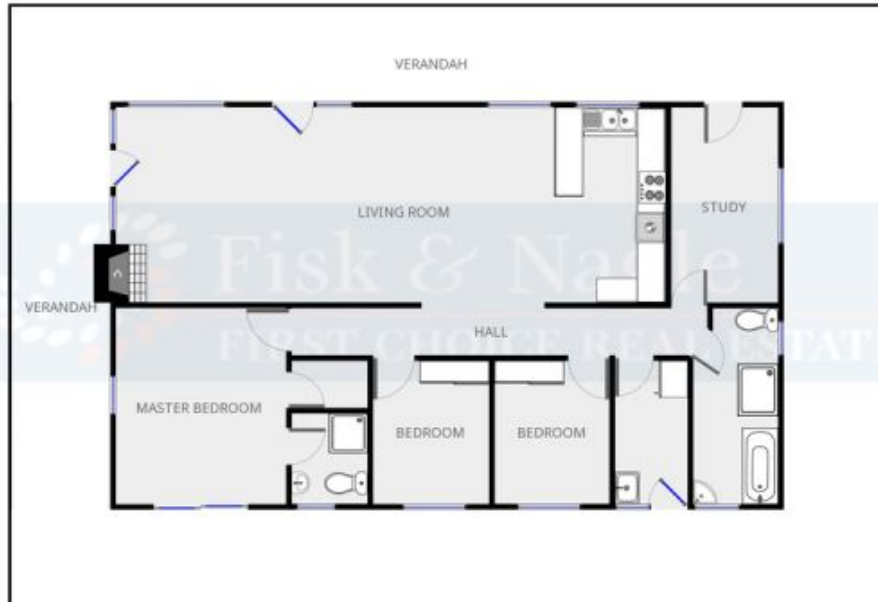 VERANDAH
LIVING ROOM
STUDY
Fisk & Nagle
VERANDAH
HALL
FIRST CHOICE REAL ESTATE
MASTER BEDROOM
BEDROOM
BEDROOM